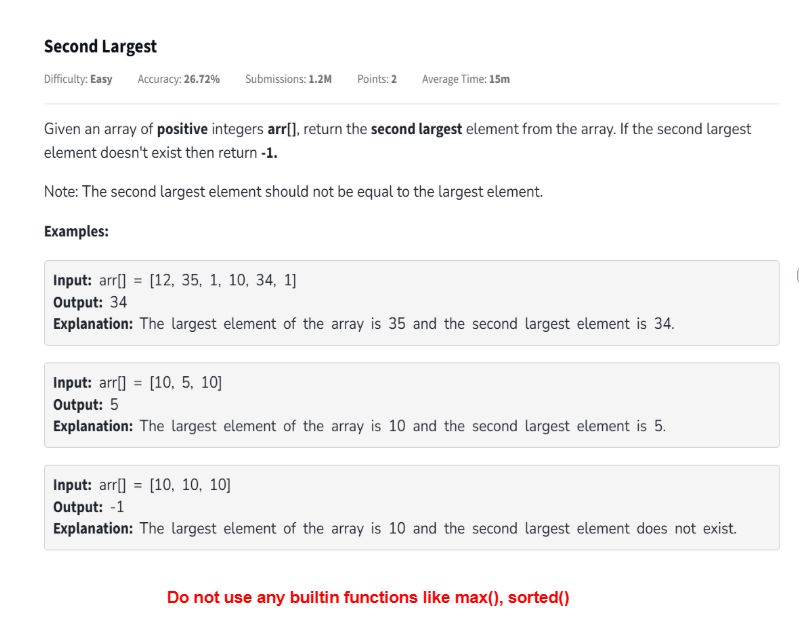 Second Largest
Difficulty: Easy Accuracy: 26.72% Submissions: 1.2M Points: 2 Average Time: 15m
Given an array of positive integers arr[], return the second largest element from the array. If the second largest
element doesn't exist then return -1.
Note: The second largest element should not be equal to the largest element.
Examples:
Input: arr[] = [12, 35, 1, 10, 34, 1]
Output: 34
Explanation: The largest element of the array is 35 and the second largest element is 34.
Input: arr[] = [10, 5, 10]
Output: 5
Explanation: The largest element of the array is 10 and the second largest element is 5.
Input: arr[] = [10, 10, 10]
Output: -1
Explanation: The largest element of the array is 10 and the second largest element does not exist.
Do not use any builtin functions like max(), sorted()